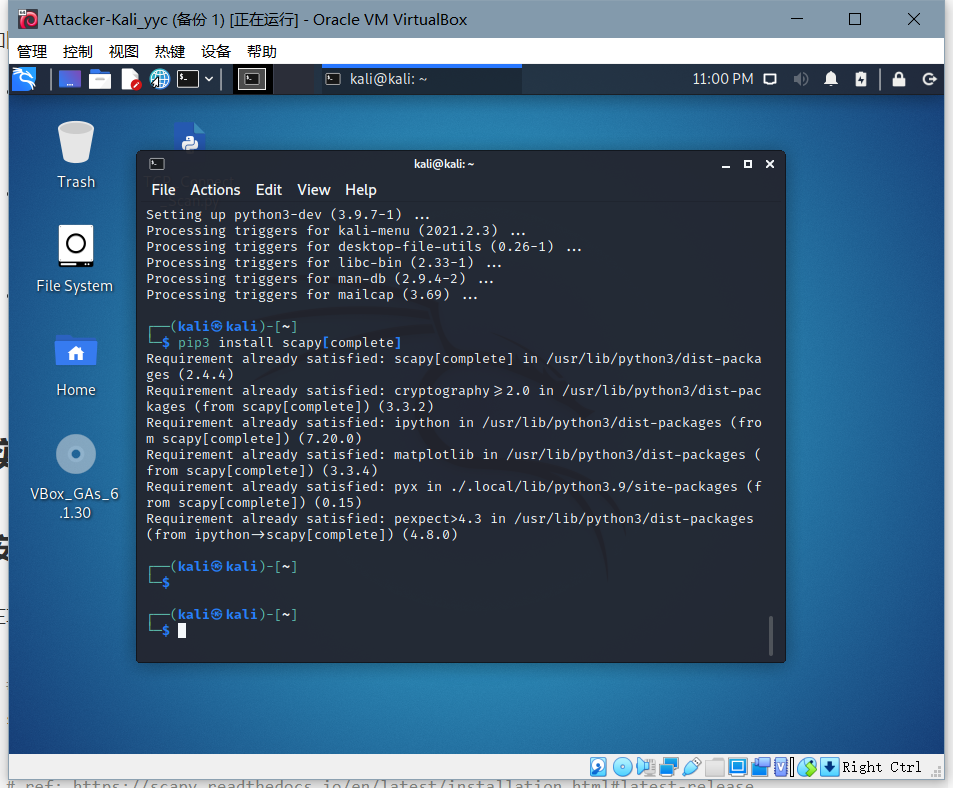 Attacker-Kali_yyc (备份 1) [正在运行] - Oracle VM VirtualBox
管理 控制 视图 热键 设备 帮助
kali@kali: ~
11:00 PM
Trash
File System
Home
VBox_GAs_6
.1.30
kali@kali: ~
File Actions Edit View Help
Setting up python3-dev (3.9.7-1) ...
Processing triggers for kali-menu (2021.2.3) ...
Processing triggers for desktop-file-utils (0.26-1) ...
Processing triggers for libc-bin (2.33-1) ...
Processing triggers for man-db (2.9.4-2) ...
Processing triggers for mailcap (3.69) ...
┌──(kali㉿kali)-[~]
└─$ pip3 install scapy[complete]
Requirement already satisfied: scapy[complete] in /usr/lib/python3/dist-packa
ges (2.4.4)
Requirement already satisfied: cryptography≥2.0 in /usr/lib/python3/dist-pac
kages (from scapy[complete]) (3.3.2)
Requirement already satisfied: ipython in /usr/lib/python3/dist-packages (fro
m scapy[complete]) (7.20.0)
Requirement already satisfied: matplotlib in /usr/lib/python3/dist-packages (
from scapy[complete]) (3.3.4)
Requirement already satisfied: pyx in ./.local/lib/python3.9/site-packages (f
rom scapy[complete]) (0.15)
Requirement already satisfied: pexpect>4.3 in /usr/lib/python3/dist-packages
(from ipython→scapy[complete]) (4.8.0)
┌──(kali㉿kali)-[~]
└─$
┌──(kali㉿kali)-[~]
└─$
Right Ctrl
# ref: https://scapy.readthedocs.io/en/latest/installation.html#latest-release